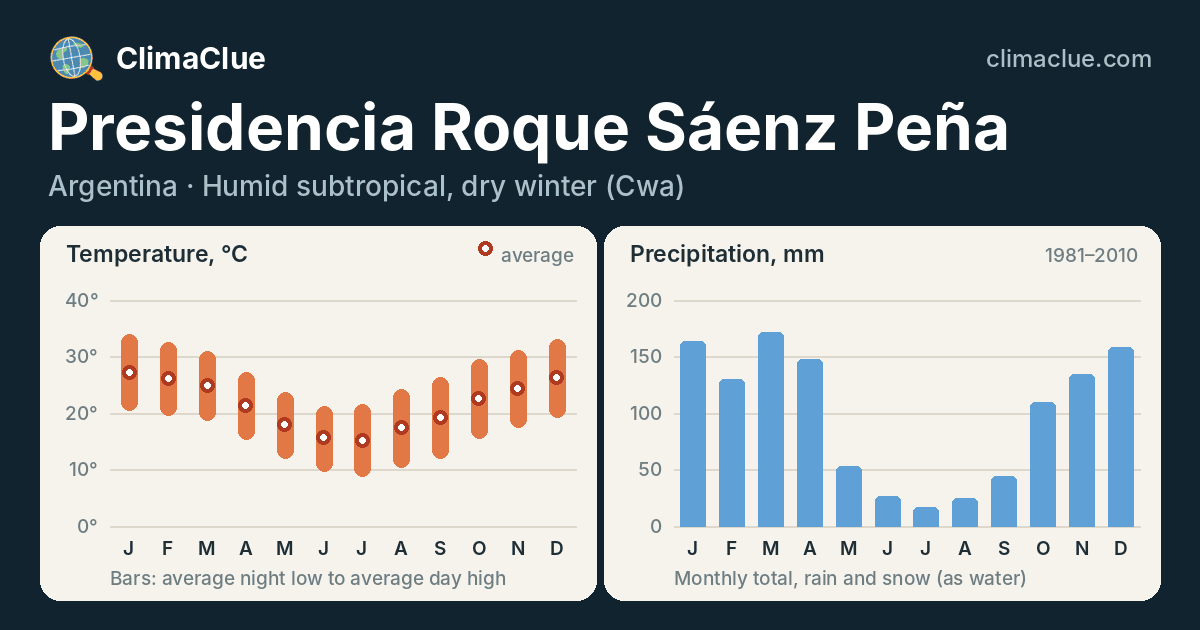 ClimaClue
climaclue.com
Presidencia Roque Sáenz Peña
Argentina · Humid subtropical, dry winter (Cwa)
Temperature, °C
average
40°
30°
20°
10°
0°
J F M A M J J A S O N D
Bars: average night low to average day high
Precipitation, mm
1981–2010
200
150
100
50
0
J F M A M J J A S O N D
Monthly total, rain and snow (as water)